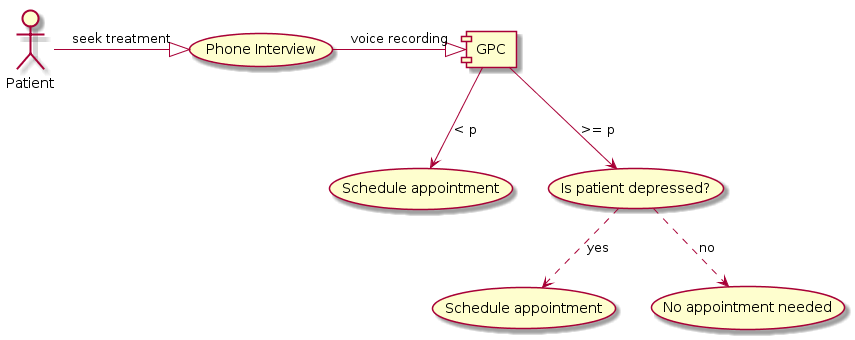 seek treatment
voice recording
Phone Interview
GPC
Patient
< p
>= p
Schedule appointment
Is patient depressed?
yes
no
Schedule appointment
No appointment needed